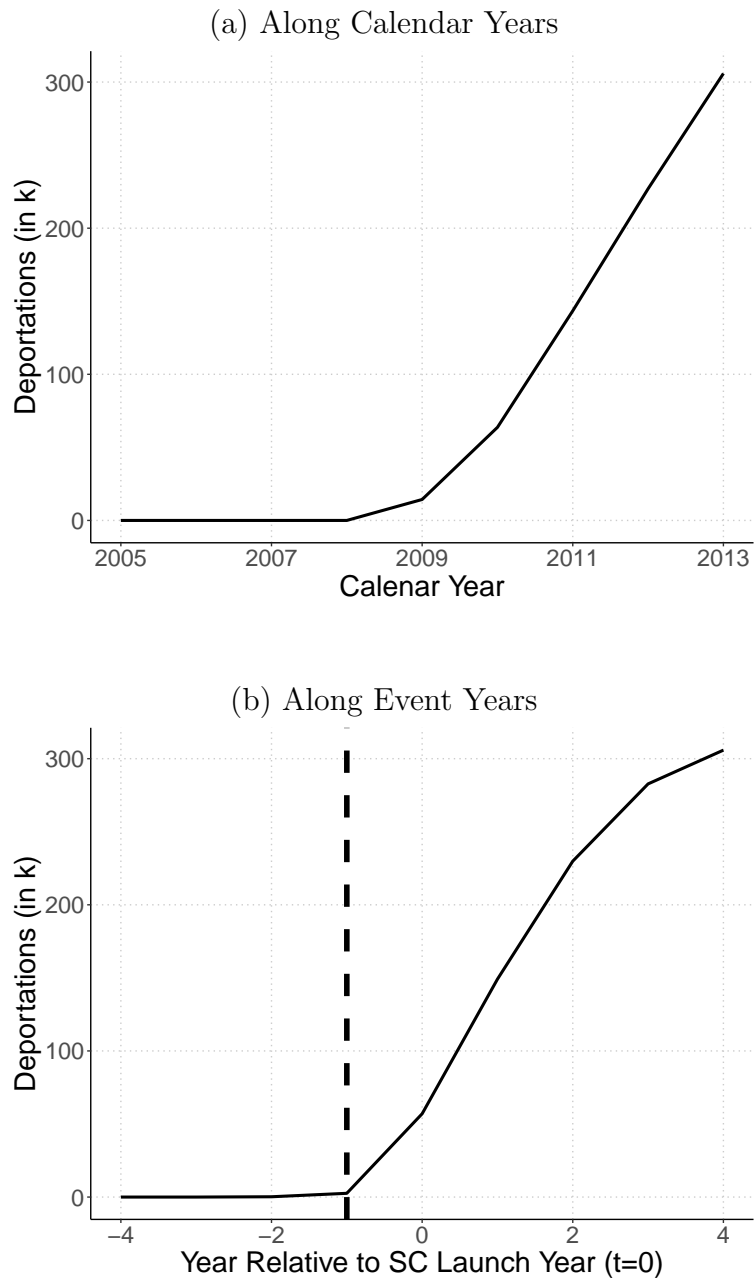 (a) Along Calendar Years
Deportations (in k)
300
200
100
0
2005 2007 2009 2011 2013
Calenar Year
(b) Along Event Years
Deportations (in k)
300
200
100
0
−4 −2 0 2 4
Year Relative to SC Launch Year (t=0)